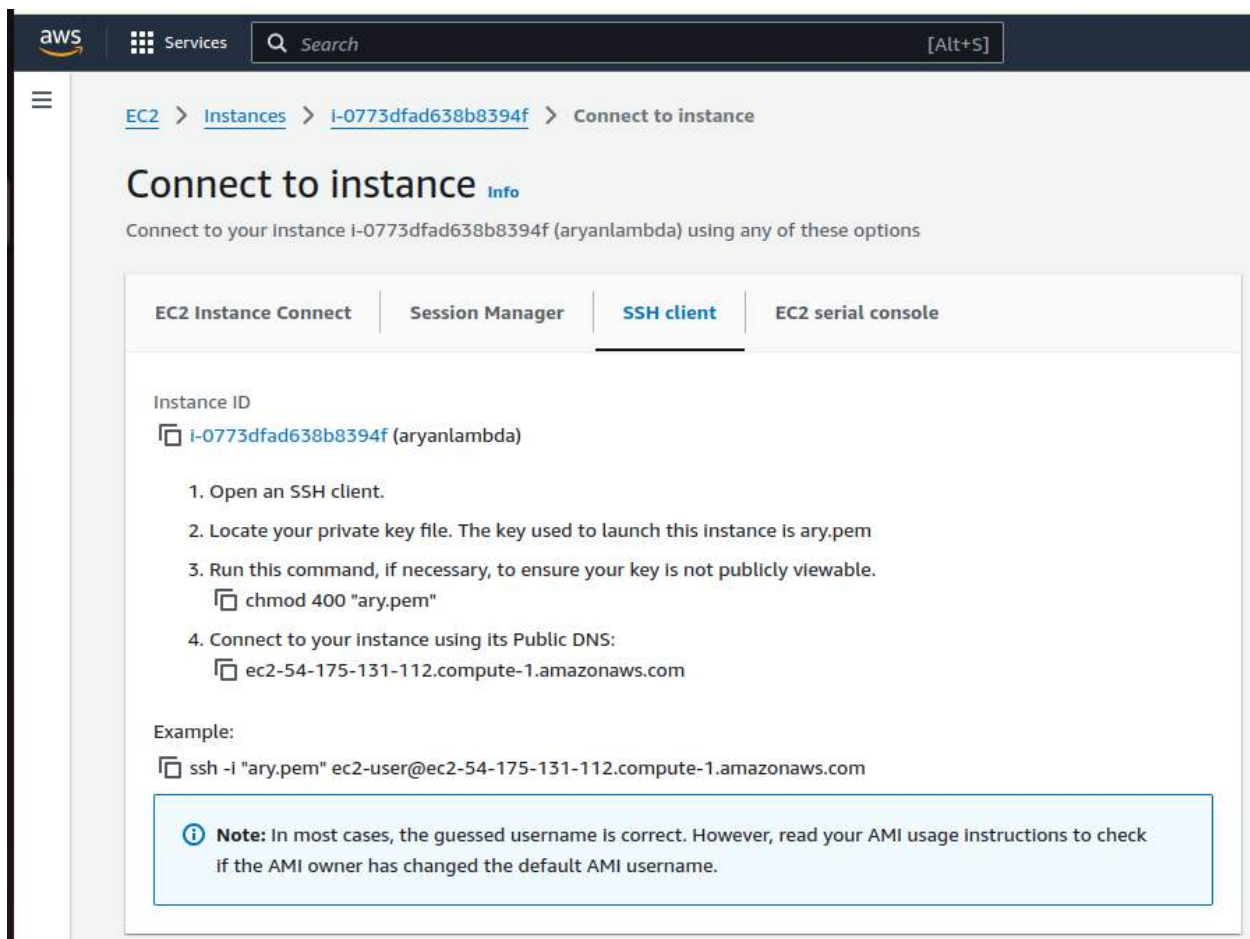 aws Services Search [Alt+S]
EC2 > Instances > i-0773dfad638b8394f > Connect to instance
Connect to instance Info
Connect to your instance i-0773dfad638b8394f (aryanlambda) using any of these options
EC2 Instance Connect Session Manager SSH client EC2 serial console
Instance ID
i-0773dfad638b8394f (aryanlambda)
1. Open an SSH client.
2. Locate your private key file. The key used to launch this instance is ary.pem
3. Run this command, if necessary, to ensure your key is not publicly viewable.
chmod 400 "ary.pem"
4. Connect to your instance using its Public DNS:
ec2-54-175-131-112.compute-1.amazonaws.com
Example:
ssh -i "ary.pem" ec2-user@ec2-54-175-131-112.compute-1.amazonaws.com
Note: In most cases, the guessed username is correct. However, read your AMI usage instructions to check
if the AMI owner has changed the default AMI username.